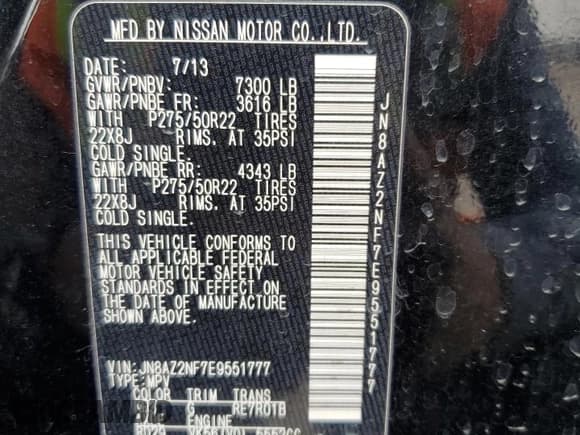 MFD BY NISSAN MOTOR CO.,LTD.
DATE: 7/13
GVWR/PNBV: 7300 LB
GAWR/PNBE FR: 3616 LB
WITH P275/50R22 TIRES
22X8J RIMS, AT 35PSI
COLD SINGLE.
GAWR/PNBE RR: 4343 LB
WITH P275/50R22 TIRES
22X8J RIMS, AT 35PSI
COLD SINGLE.
THIS VEHICLE CONFORMS TO
ALL APPLICABLE FEDERAL
MOTOR VEHICLE SAFETY
STANDARDS IN EFFECT ON
THE DATE OF MANUFACTURE
SHOWN ABOVE.
VIN:JN8AZ2NF7E9551777
TYPE:MPV
COLOR TRIM TRANS
G RE7R01B
ENGINE
JN8AZ2NF7E9551777